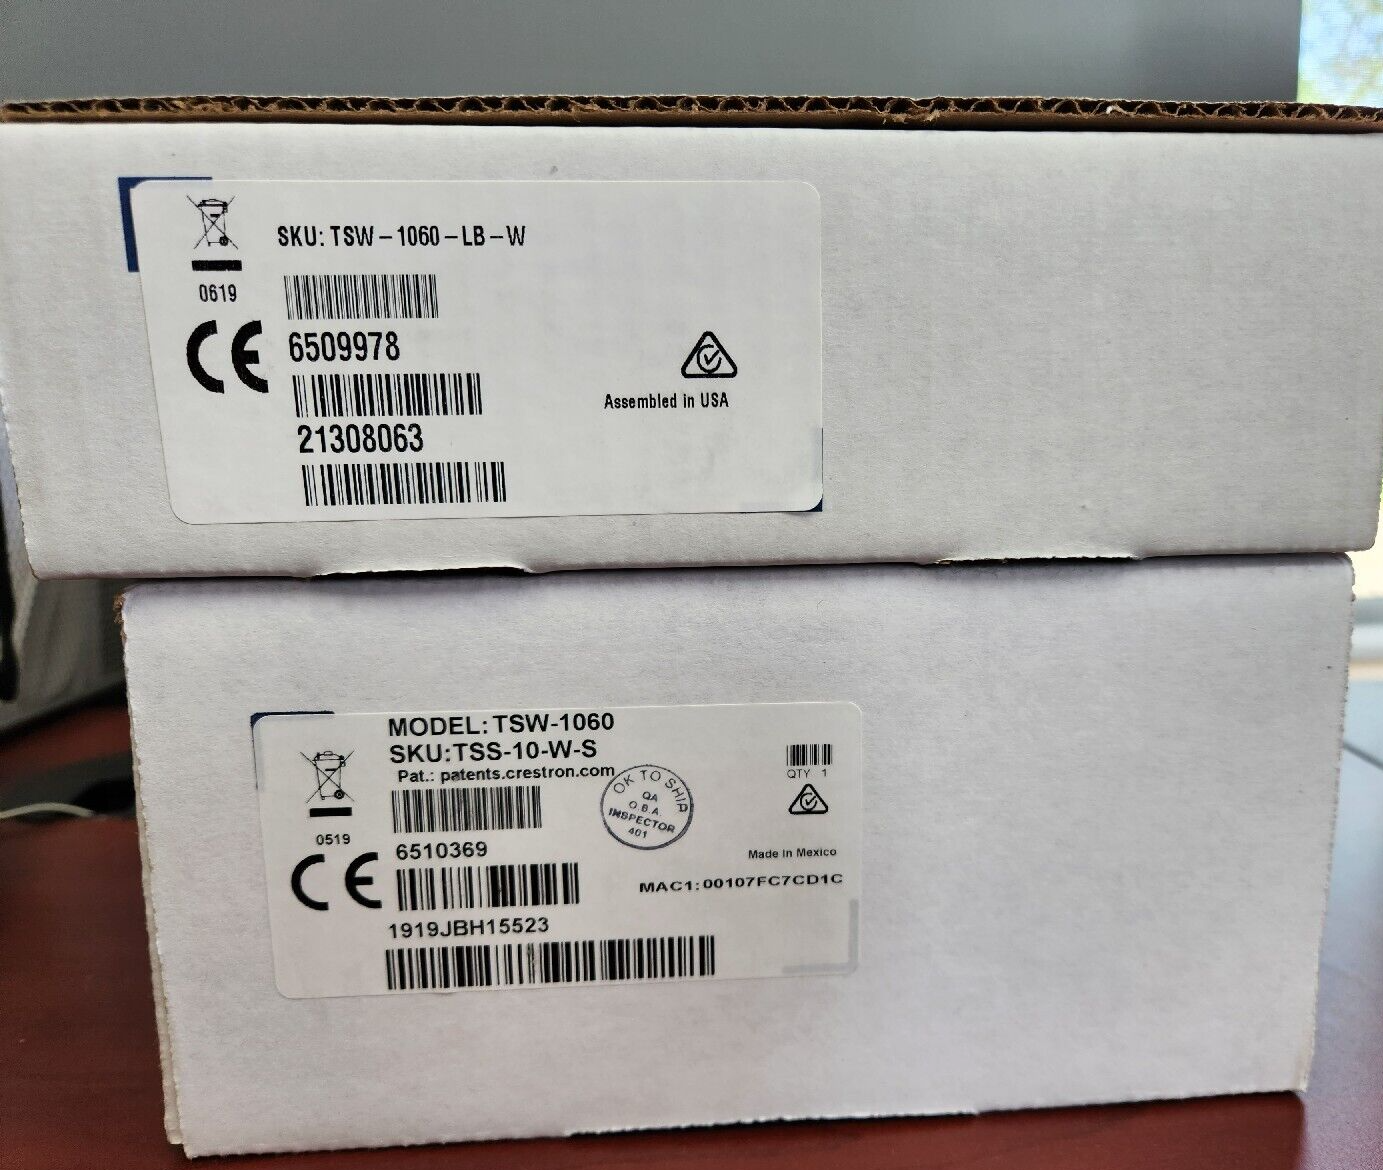 SKU: TSW-1060-LB-W
0619
CE
6509978
21308063
Assembled in USA
MODEL: TSW-1060
SKU:TSS-10-W-S
Pat.: patents.crestron.com
OK TO SHIP
QA
O.B.A.
INSPECTOR
401
QTY 1
0519
CE
6510369
Made in Mexico
MAC1:00107FC7CD1C
1919JBH15523